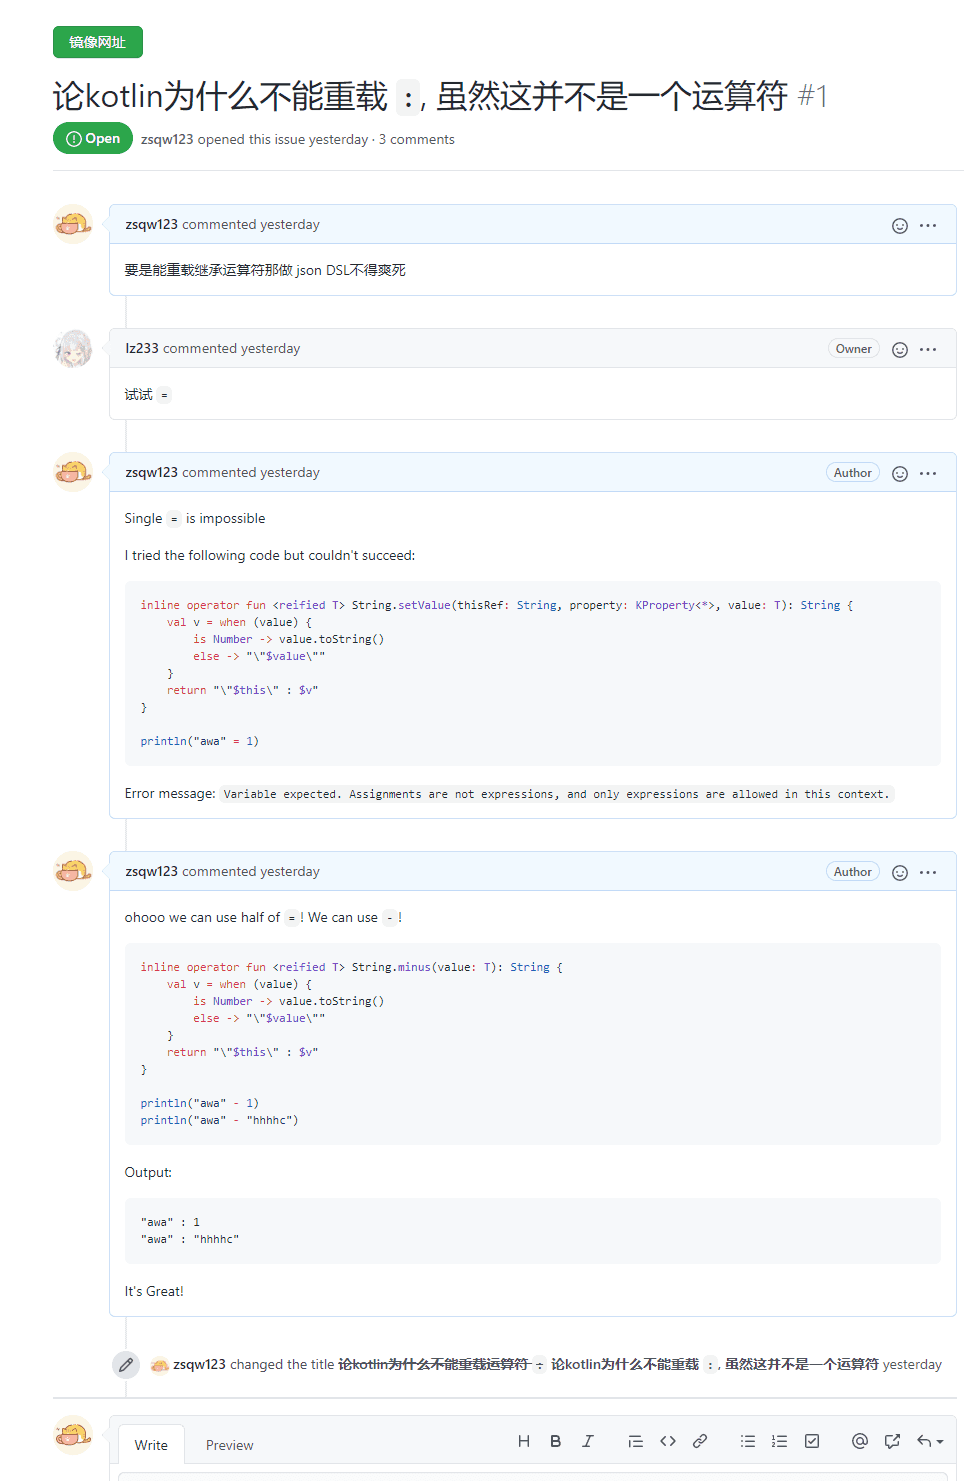 镜像网址
论kotlin为什么不能重载 :, 虽然这并不是一个运算符 #1
Open zsqw123 opened this issue yesterday · 3 comments
zsqw123 commented yesterday
要是能重载继承运算符那做 json DSL不得爽死
lz233 commented yesterday Owner
试试 =
zsqw123 commented yesterday Author
Single = is impossible
I tried the following code but couldn't succeed:
inline operator fun <reified T> String.setValue(thisRef: String, property: KProperty<*>, value: T): String {
    val v = when (value) {
        is Number -> value.toString()
        else -> "\"$value\""
    }
    return "\"$this\" : $v"
}
println("awa" = 1)
Error message: Variable expected. Assignments are not expressions, and only expressions are allowed in this context.
zsqw123 commented yesterday Author
ohooo we can use half of = ! We can use - !
inline operator fun <reified T> String.minus(value: T): String {
    val v = when (value) {
        is Number -> value.toString()
        else -> "\"$value\""
    }
    return "\"$this\" : $v"
}
println("awa" - 1)
println("awa" - "hhhhc")
Output:
"awa" : 1
"awa" : "hhhhc"
It's Great!
zsqw123 changed the title 论kotlin为什么不能重载运算符 : 论kotlin为什么不能重载 :, 虽然这并不是一个运算符 yesterday
Write Preview